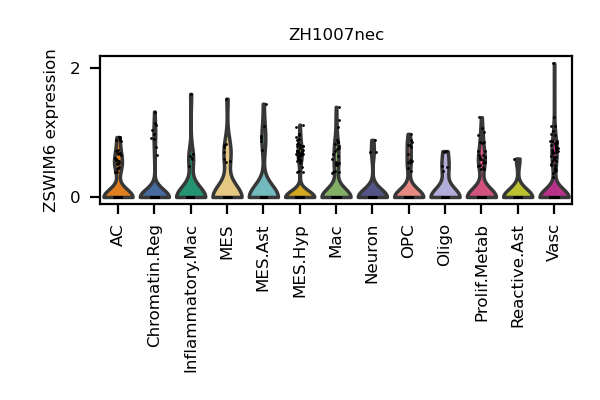 ZH1007nec
ZSWIM6 expression
2
0
AC
Chromatin.Reg
Inflammatory.Mac
MES
MES.Ast
MES.Hyp
Mac
Neuron
OPC
Oligo
Prolif.Metab
Reactive.Ast
Vasc